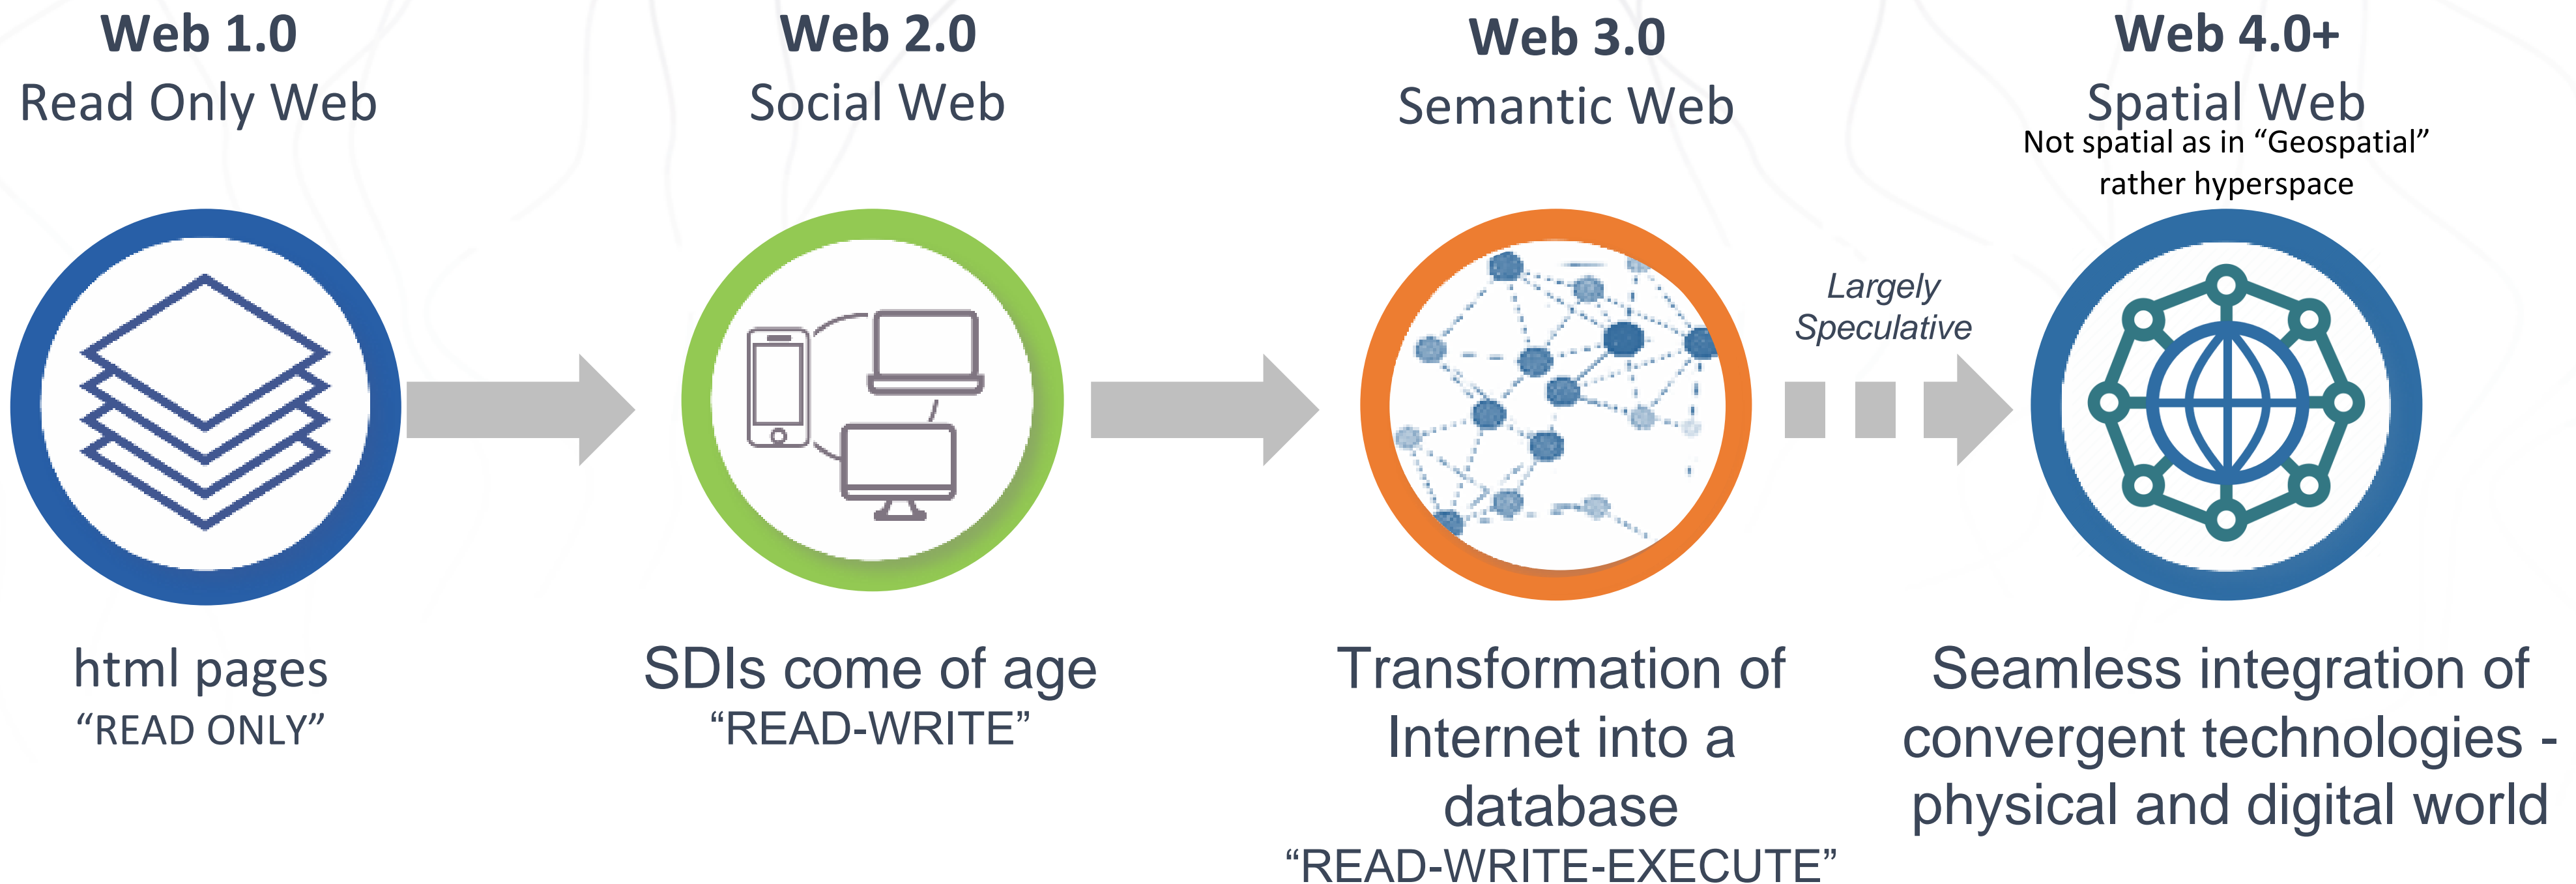 Web 1.0
Read Only Web
html pages
“READ ONLY”
Web 2.0
Social Web
SDIs come of age
“READ-WRITE”
Web 3.0
Semantic Web
Transformation of
Internet into a
database
“READ-WRITE-EXECUTE”
Largely
Speculative
Web 4.0+
Spatial Web
Not spatial as in “Geospatial”
rather hyperspace
Seamless integration of
convergent technologies -
physical and digital world